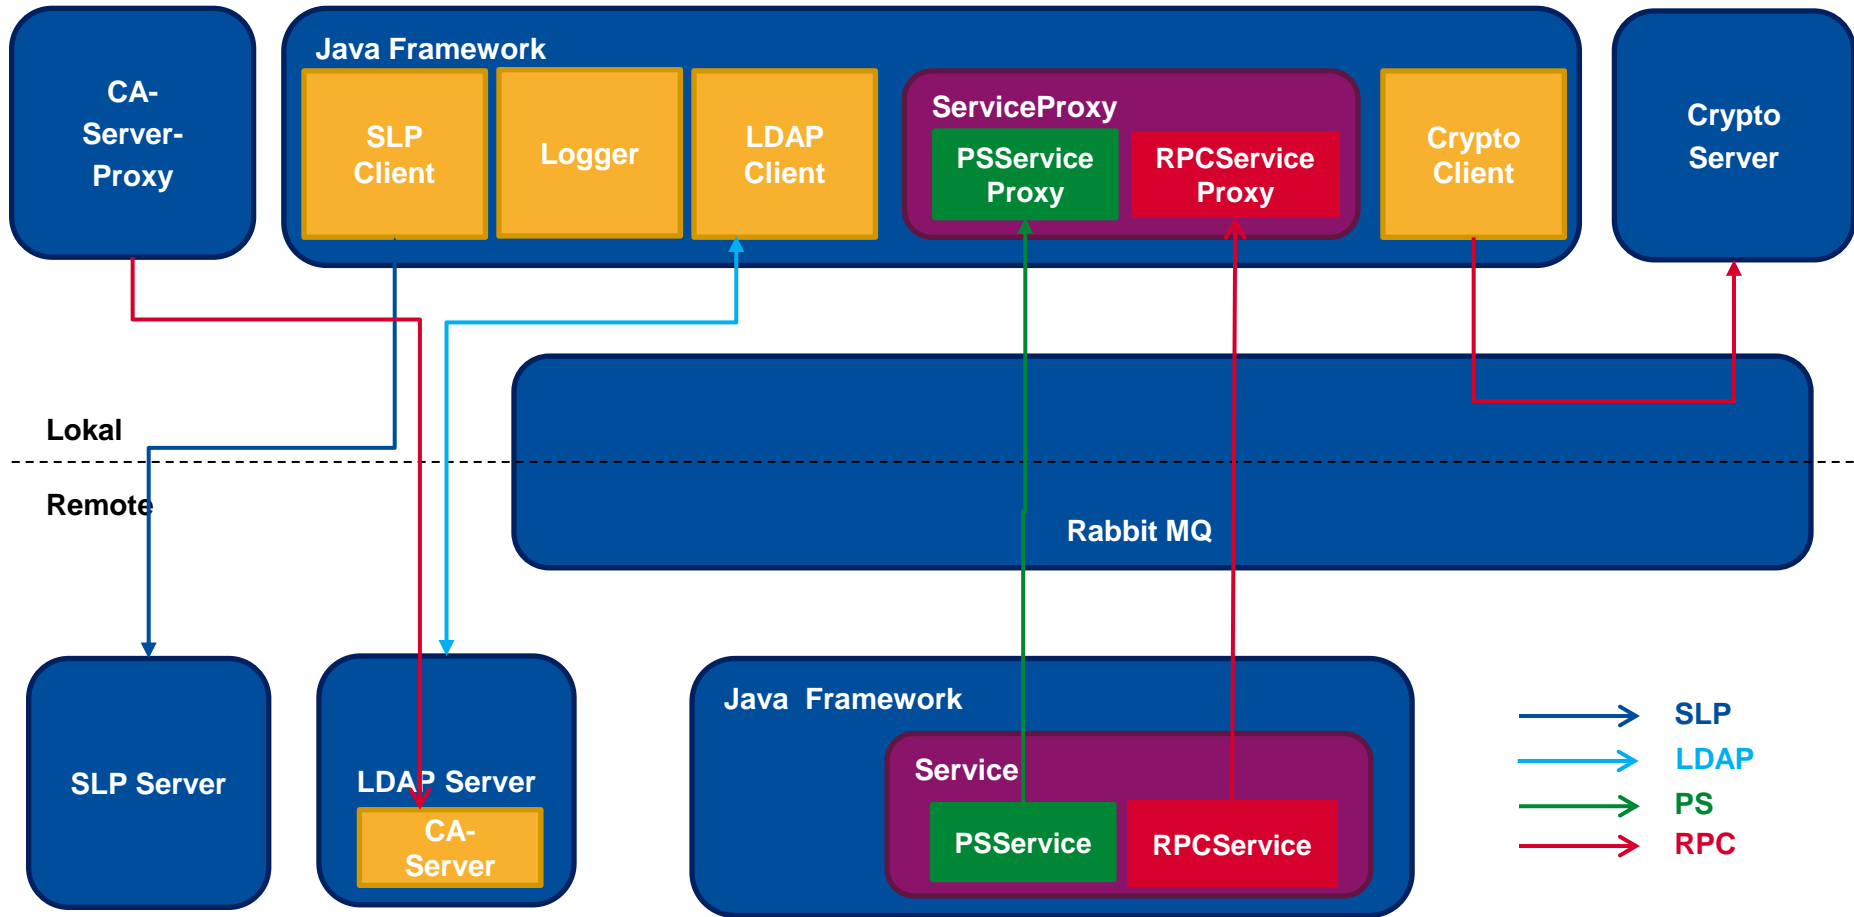 CA-
Server-
Proxy
Java Framework
SLP
Client
Logger
LDAP
Client
ServiceProxy
PSService
Proxy
RPCService
Proxy
Crypto
Client
Crypto
Server
Lokal
Remote
Rabbit MQ
SLP Server
LDAP Server
CA-
Server
Java  Framework
Service
PSService
RPCService
SLP
LDAP
PS
RPC